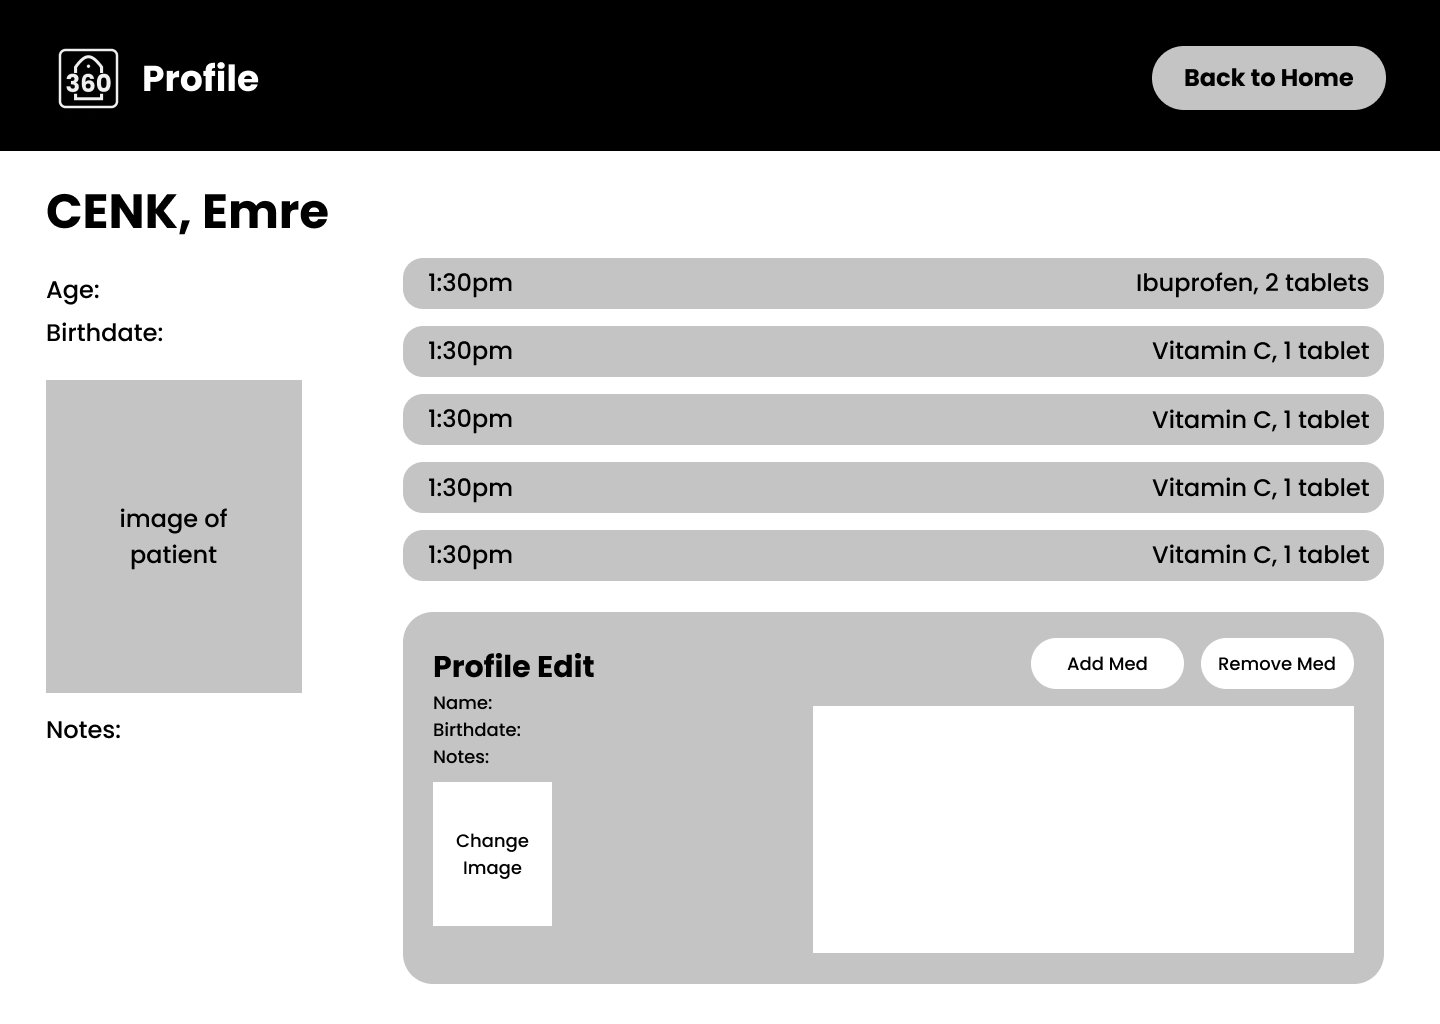 360
Profile
Back to Home
CENK, Emre
Age:
Birthdate:
image of
patient
Notes:
1:30pm Ibuprofen, 2 tablets
1:30pm Vitamin C, 1 tablet
1:30pm Vitamin C, 1 tablet
1:30pm Vitamin C, 1 tablet
1:30pm Vitamin C, 1 tablet
Profile Edit
Name:
Birthdate:
Notes:
Change
Image
Add Med
Remove Med